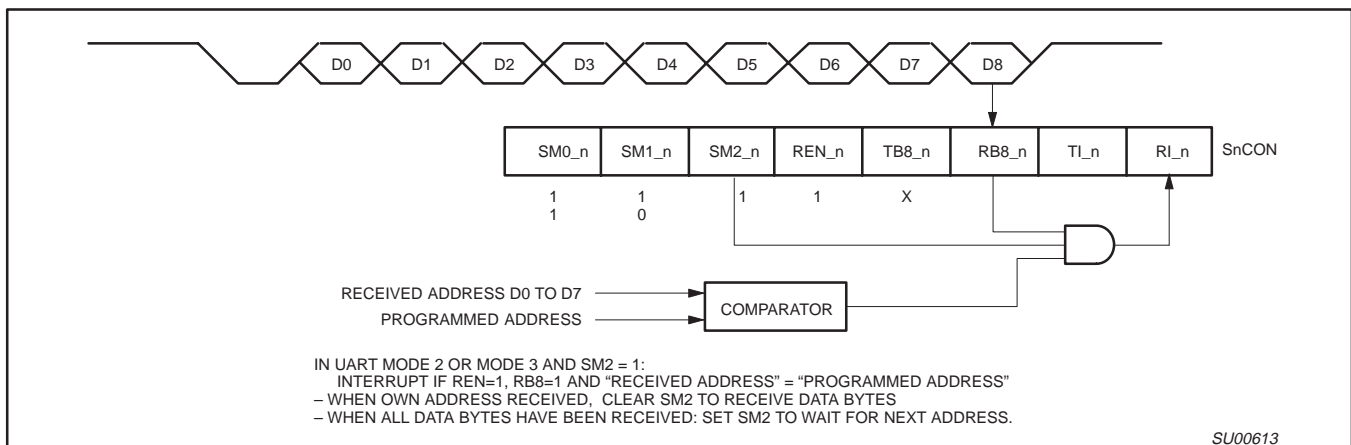 D0 D1 D2 D3 D4 D5 D6 D7 D8
SM0_n SM1_n SM2_n REN_n TB8_n RB8_n TI_n RI_n SnCON
1 1 1 1 X
1 0
RECEIVED ADDRESS D0 TO D7
COMPARATOR
PROGRAMMED ADDRESS
IN UART MODE 2 OR MODE 3 AND SM2 = 1:
INTERRUPT IF REN=1, RB8=1 AND “RECEIVED ADDRESS” = “PROGRAMMED ADDRESS”
– WHEN OWN ADDRESS RECEIVED, CLEAR SM2 TO RECEIVE DATA BYTES
– WHEN ALL DATA BYTES HAVE BEEN RECEIVED: SET SM2 TO WAIT FOR NEXT ADDRESS.
SU00613